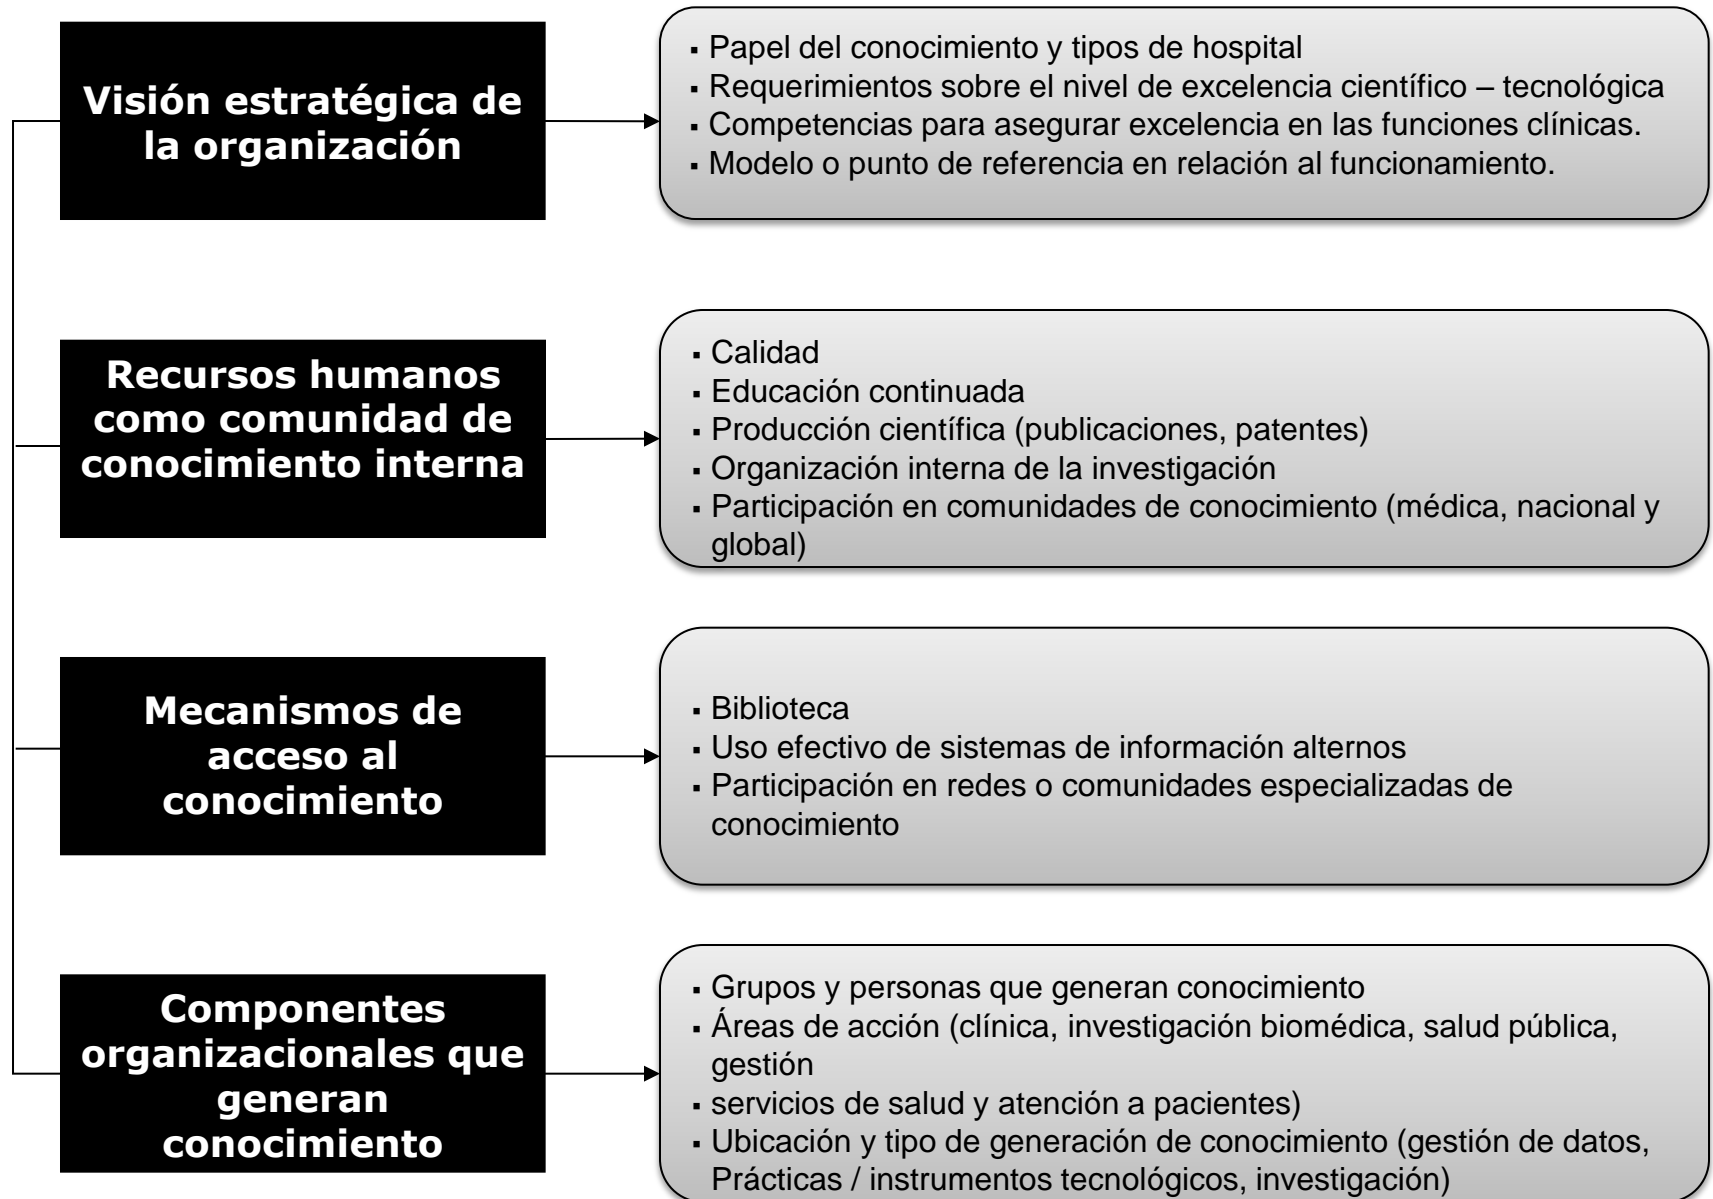 Visión estratégica de
la organización
▪ Papel del conocimiento y tipos de hospital
▪ Requerimientos sobre el nivel de excelencia científico – tecnológica
▪ Competencias para asegurar excelencia en las funciones clínicas.
▪ Modelo o punto de referencia en relación al funcionamiento.
Recursos humanos
como comunidad de
conocimiento interna
▪ Calidad
▪ Educación continuada
▪ Producción científica (publicaciones, patentes)
▪ Organización interna de la investigación
▪ Participación en comunidades de conocimiento (médica, nacional y
global)
Mecanismos de
acceso al
conocimiento
▪ Biblioteca
▪ Uso efectivo de sistemas de información alternos
▪ Participación en redes o comunidades especializadas de
conocimiento
Componentes
organizacionales que
generan
conocimiento
▪ Grupos y personas que generan conocimiento
▪ Áreas de acción (clínica, investigación biomédica, salud pública,
gestión
▪ servicios de salud y atención a pacientes)
▪ Ubicación y tipo de generación de conocimiento (gestión de datos,
Prácticas / instrumentos tecnológicos, investigación)